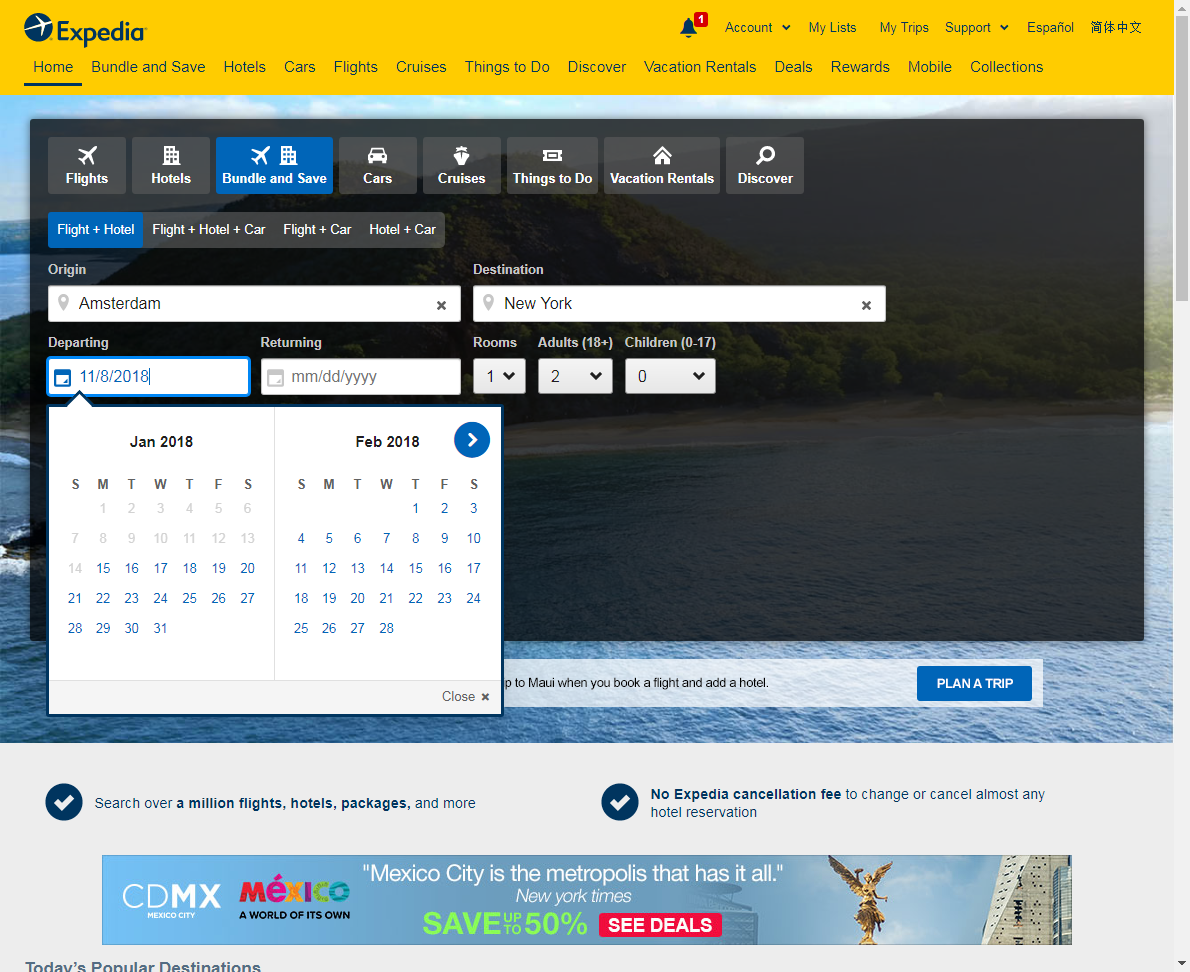 Expedia
1
Account My Lists My Trips Support Español 简体中文
Home Bundle and Save Hotels Cars Flights Cruises Things to Do Discover Vacation Rentals Deals Rewards Mobile Collections
Flights Hotels Bundle and Save Cars Cruises Things to Do Vacation Rentals Discover
Flight + Hotel Flight + Hotel + Car Flight + Car Hotel + Car
Origin Destination
Amsterdam New York
Departing Returning Rooms Adults (18+) Children (0-17)
11/8/2018 mm/dd/yyyy 1 2 0
Jan 2018 Feb 2018
S M T W T F S S M T W T F S
1 2 3 4 5 6 1 2 3
7 8 9 10 11 12 13 4 5 6 7 8 9 10
14 15 16 17 18 19 20 11 12 13 14 15 16 17
21 22 23 24 25 26 27 18 19 20 21 22 23 24
28 29 30 31 25 26 27 28
Close
p to Maui when you book a flight and add a hotel. PLAN A TRIP
Search over a million flights, hotels, packages, and more
No Expedia cancellation fee to change or cancel almost any
hotel reservation
"Mexico City is the metropolis that has it all."
New york times
CDMX
MEXICO CITY
méxico
A WORLD OF ITS OWN
SAVE UP TO 50% SEE DEALS
Today's Popular Destinations